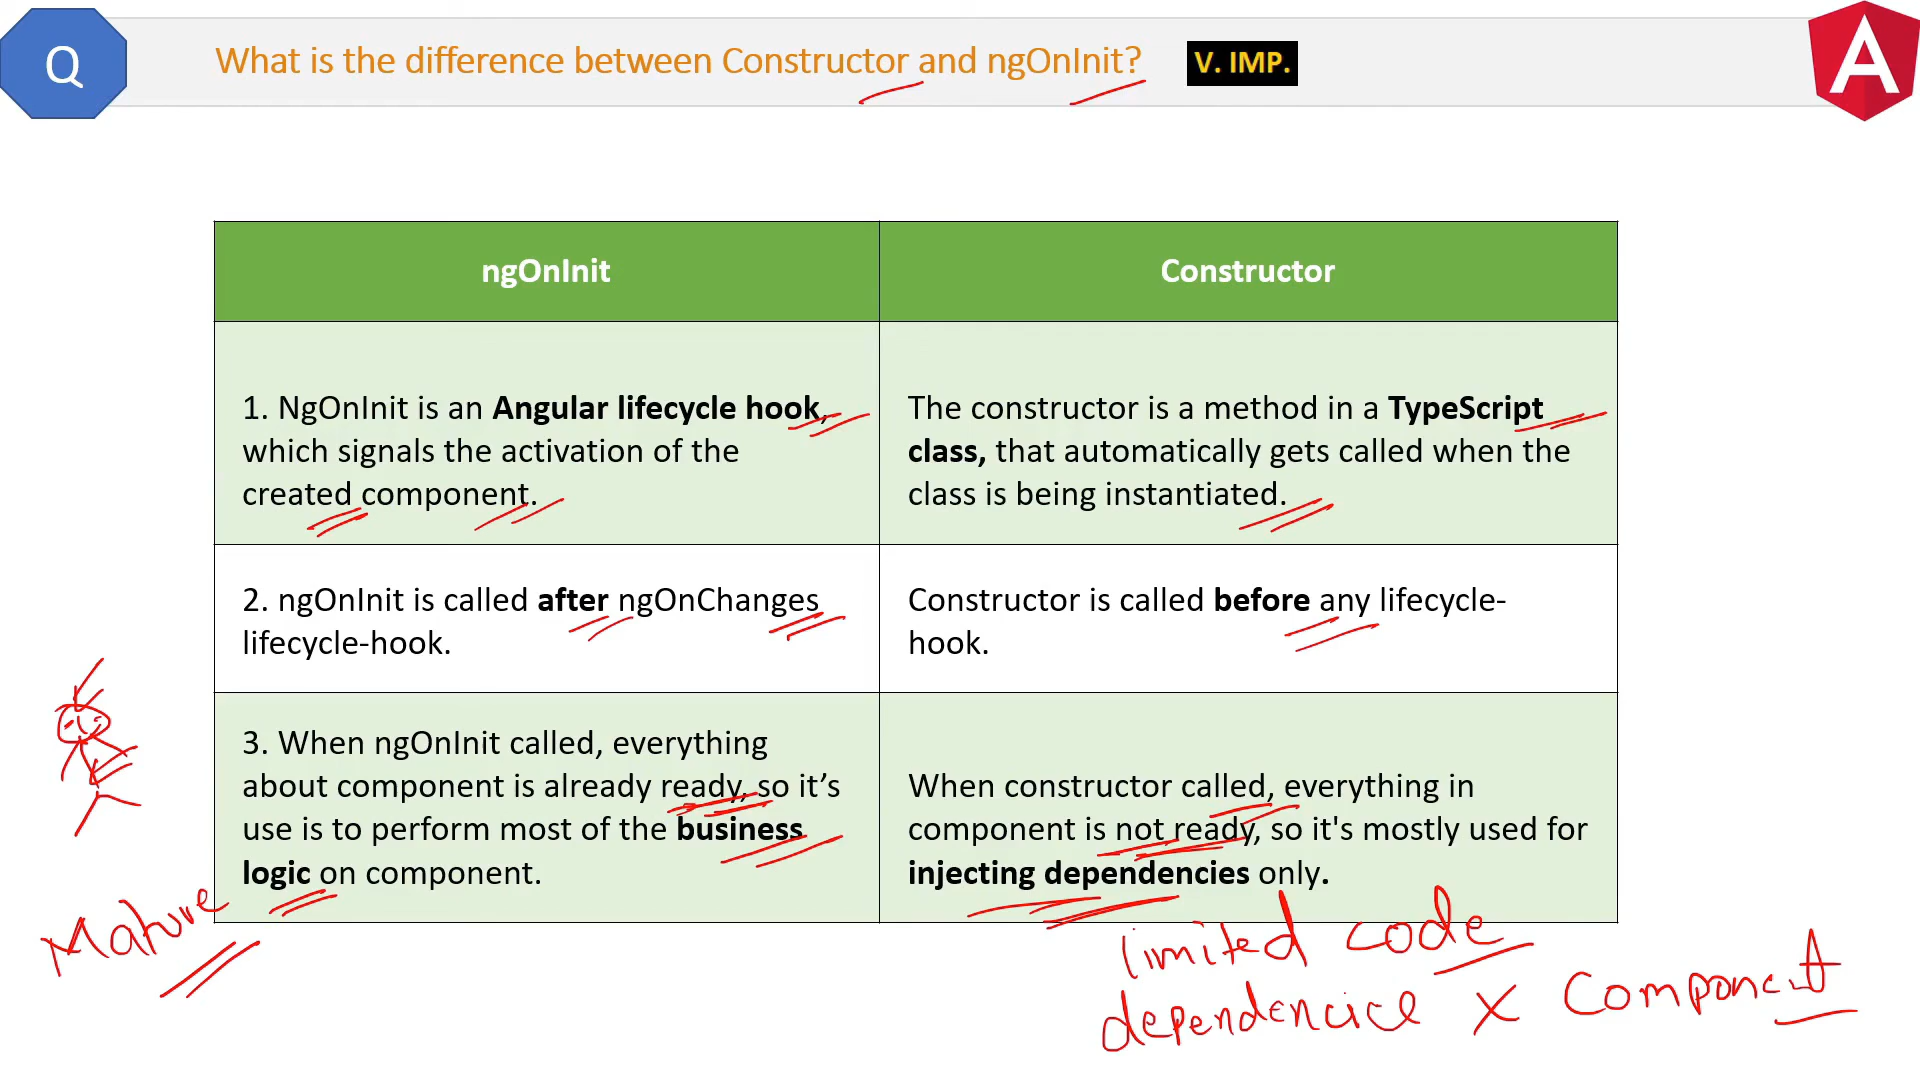 Q
What is the difference between Constructor and ngOnInit?
V. IMP.
A
ngOnInit
Constructor
1. NgOnInit is an Angular lifecycle hook,
which signals the activation of the
created component.
The constructor is a method in a TypeScript
class, that automatically gets called when the
class is being instantiated.
2. ngOnInit is called after ngOnChanges
lifecycle-hook.
Constructor is called before any lifecycle-
hook.
3. When ngOnInit called, everything
about component is already ready, so it’s
use is to perform most of the business
logic on component.
When constructor called, everything in
component is not ready, so it's mostly used for
injecting dependencies only.
Mature
limited code
dependencice X Component